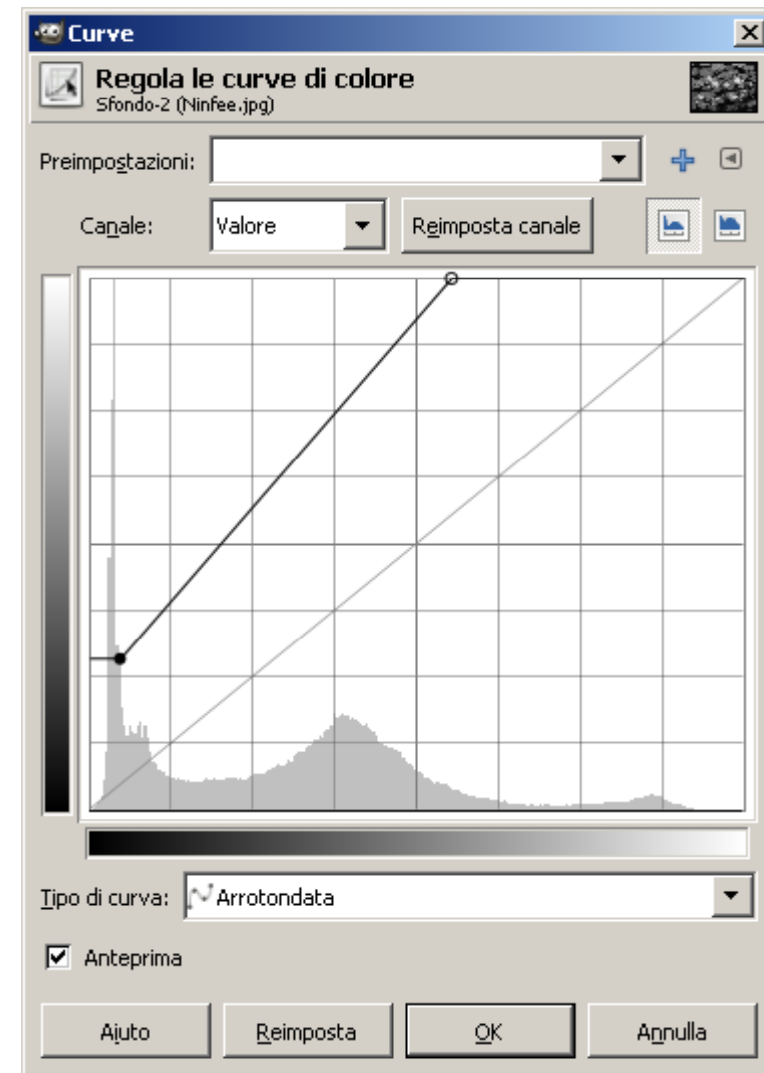 Curve
Regola le curve di colore
Sfondo-2 (Ninfee.jpg)
Preimpostazioni:
Canale: Valore Reimposta canale
Tipo di curva: Arrotondata
Anteprima
Aiuto Reimposta OK Annulla